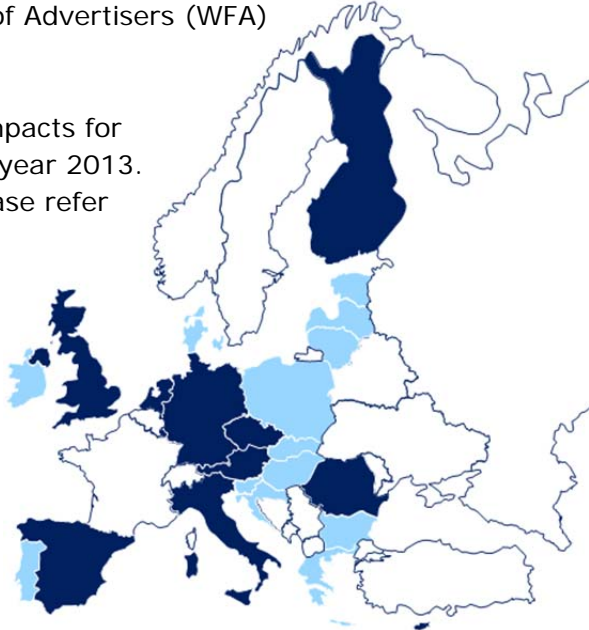 of Advertisers (WFA)
mpacts for
year 2013.
ase refer